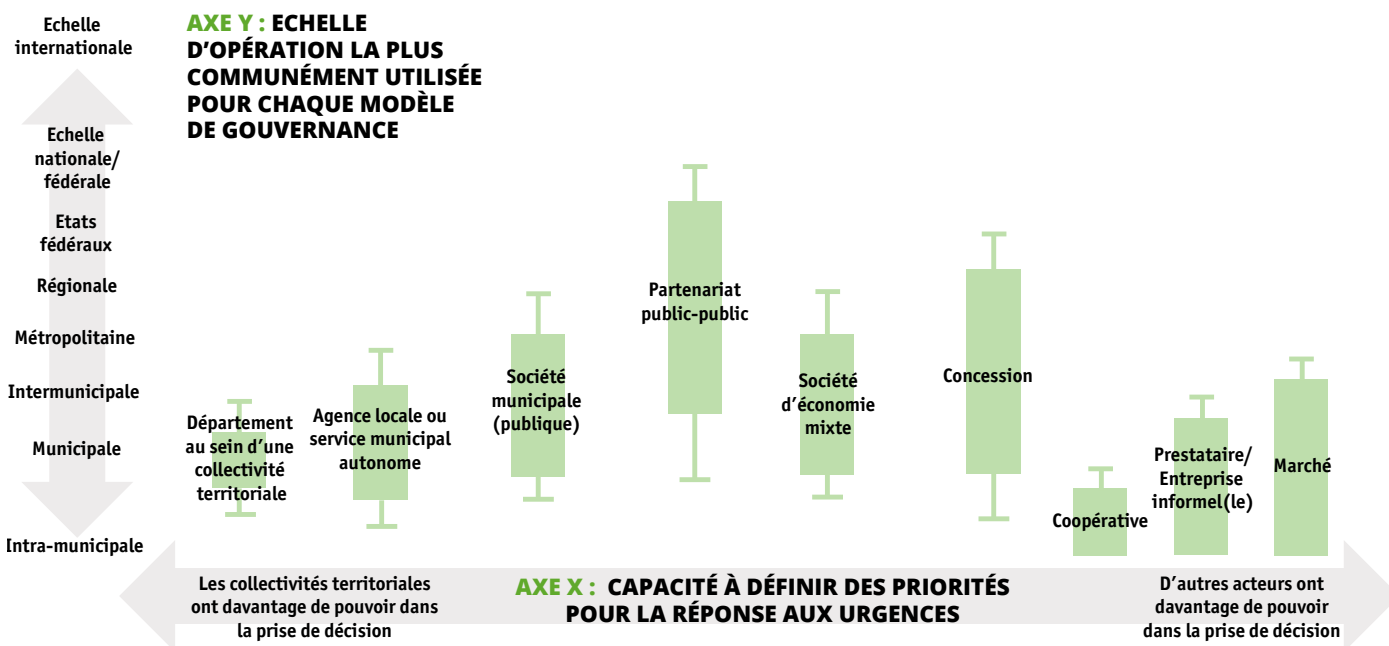 Echelle
internationale
AXE Y : ECHELLE
D'OPÉRATION LA PLUS
COMMUNÉMENT UTILISÉE
POUR CHAQUE MODÈLE
DE GOUVERNANCE
Echelle
nationale/
fédérale
Etats
fédéraux
Régionale
Métropolitaine
Intermunicipale
Municipale
Intra-municipale
Département
au sein d'une
collectivité
territoriale
Agence locale ou
service municipal
autonome
Société
municipale
(publique)
Partenariat
public-public
Société
d'économie
mixte
Concession
Coopérative
Prestataire/
Entreprise
informel(le)
Marché
Les collectivités territoriales
ont davantage de pouvoir dans
la prise de décision
AXE X : CAPACITÉ À DÉFINIR DES PRIORITÉS
POUR LA RÉPONSE AUX URGENCES
D'autres acteurs ont
davantage de pouvoir
dans la prise de décision